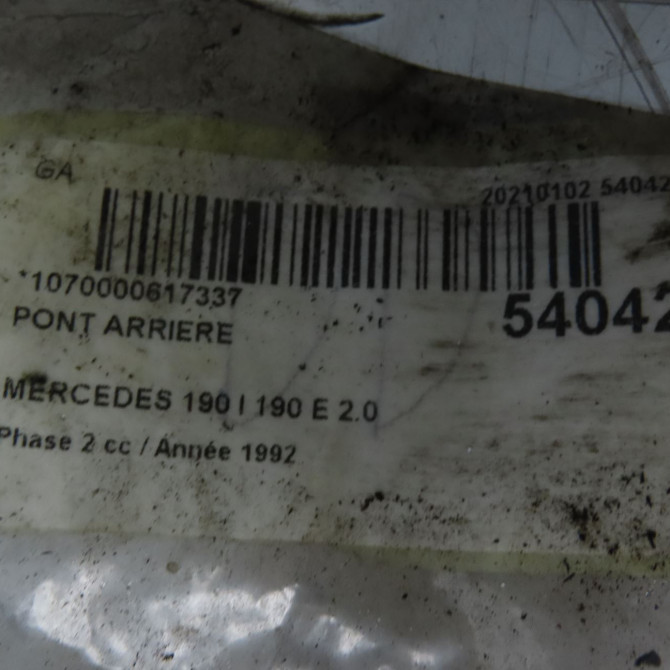 GA
20210102 54042
*1070000617337
54042
PONT ARRIERE
MERCEDES 190 I 190 E 2.0
Phase 2 cc / Année 1992